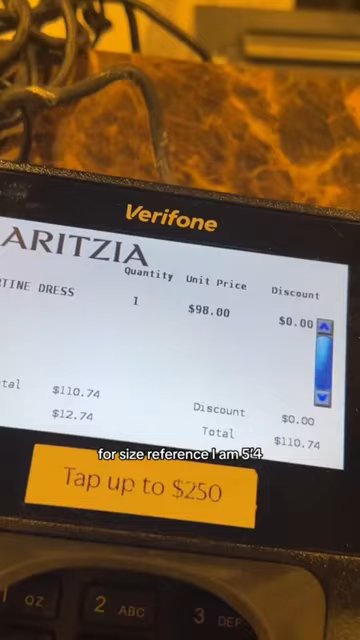 Verifone
ARITZIA
Quantity Unit Price Discount
TINE DRESS 1 $98.00 $0.00
tal $110.74 Discount $0.00
$12.74 Total $110.74
for size reference I am 5'4
Tap up to $250
1 QZ 2 ABC 3 DEF